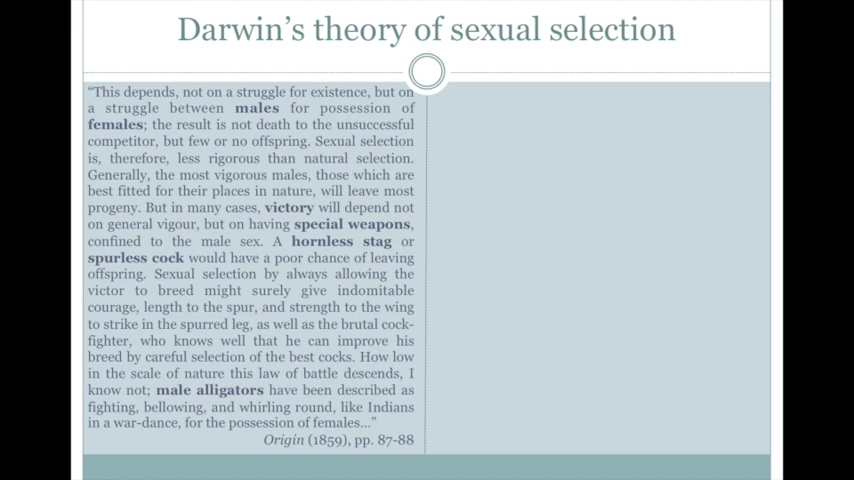 Darwin’s theory of sexual selection
“This depends, not on a struggle for existence, but on
a struggle between males for possession of
females; the result is not death to the unsuccessful
competitor, but few or no offspring. Sexual selection
is, therefore, less rigorous than natural selection.
Generally, the most vigorous males, those which are
best fitted for their places in nature, will leave most
progeny. But in many cases, victory will depend not
on general vigour, but on having special weapons,
confined to the male sex. A hornless stag or
spurless cock would have a poor chance of leaving
offspring. Sexual selection by always allowing the
victor to breed might surely give indomitable
courage, length to the spur, and strength to the wing
to strike in the spurred leg, as well as the brutal cock-
fighter, who knows well that he can improve his
breed by careful selection of the best cocks. How low
in the scale of nature this law of battle descends, I
know not; male alligators have been described as
fighting, bellowing, and whirling round, like Indians
in a war-dance, for the possession of females...”
Origin (1859), pp. 87-88